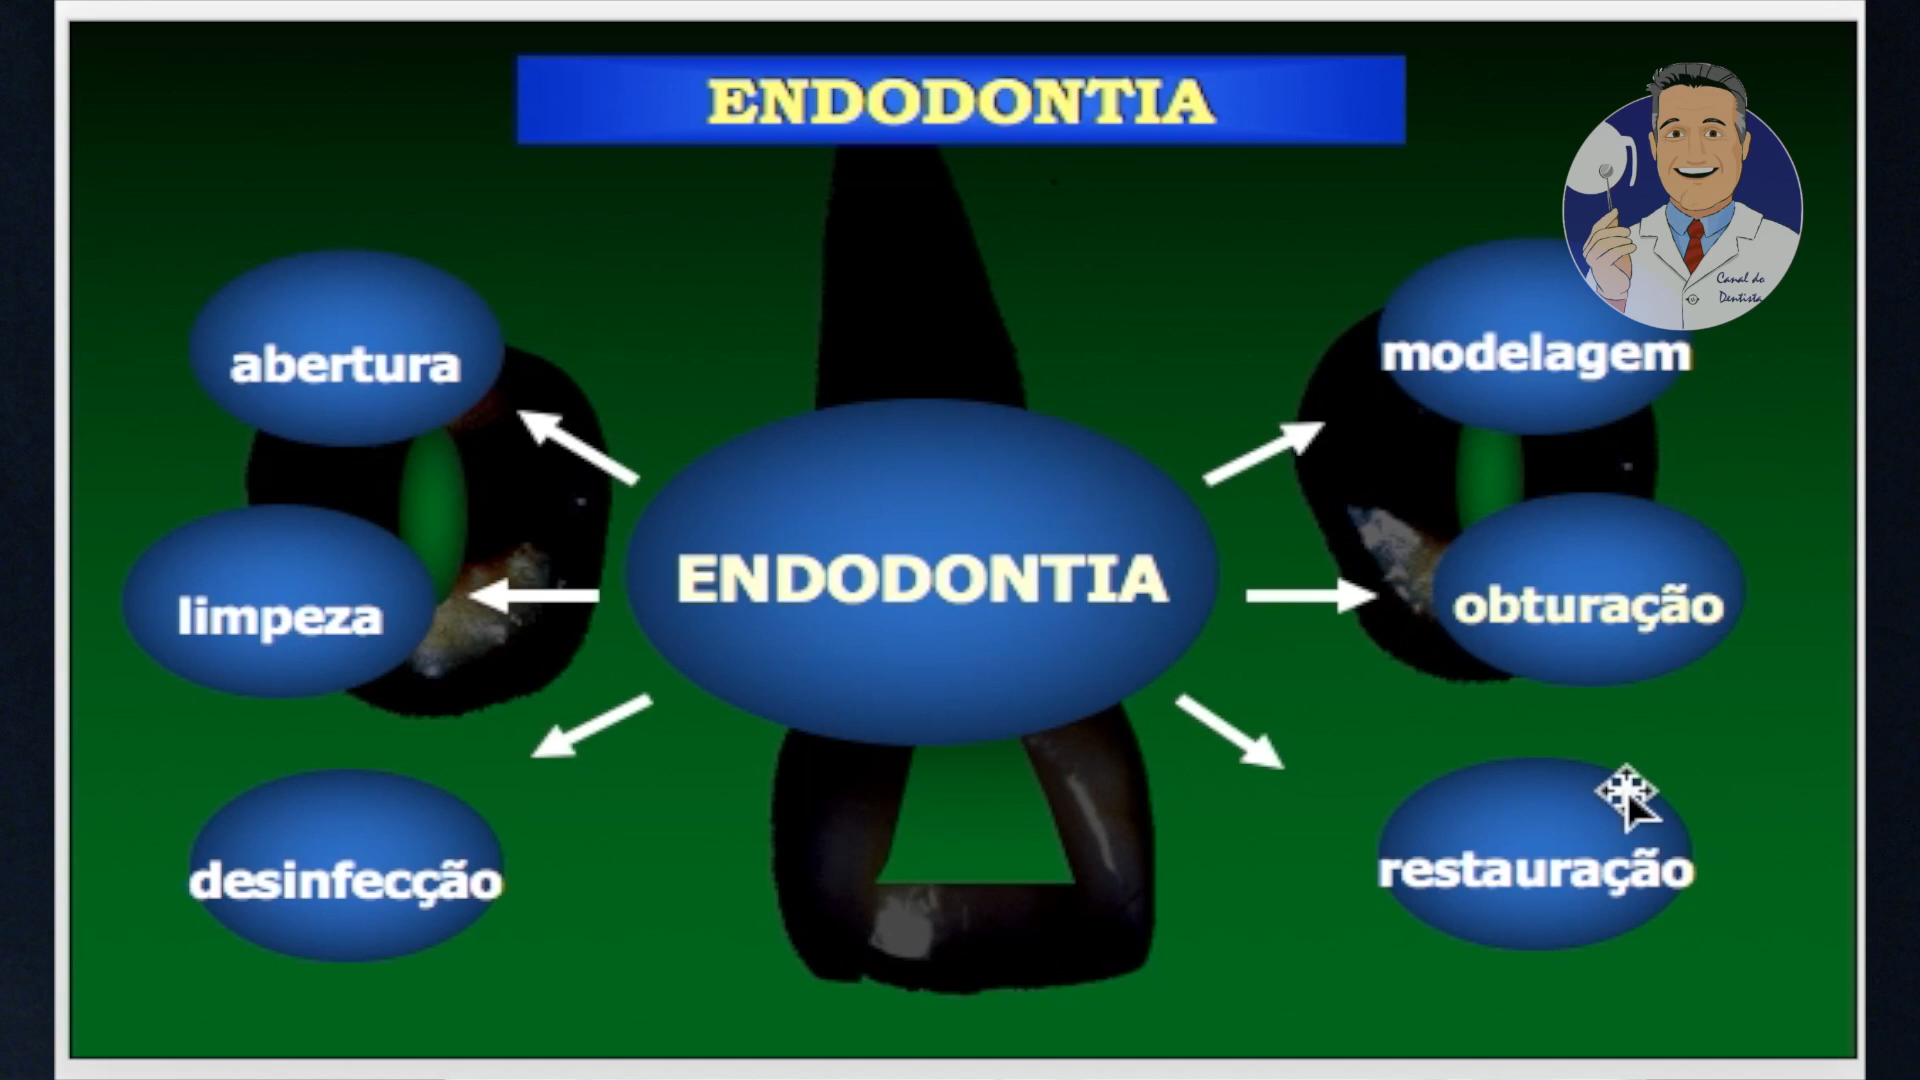 ENDODONTIA
Canal do
Dentista
abertura
modelagem
limpeza
ENDODONTIA
obturação
desinfecção
restauração